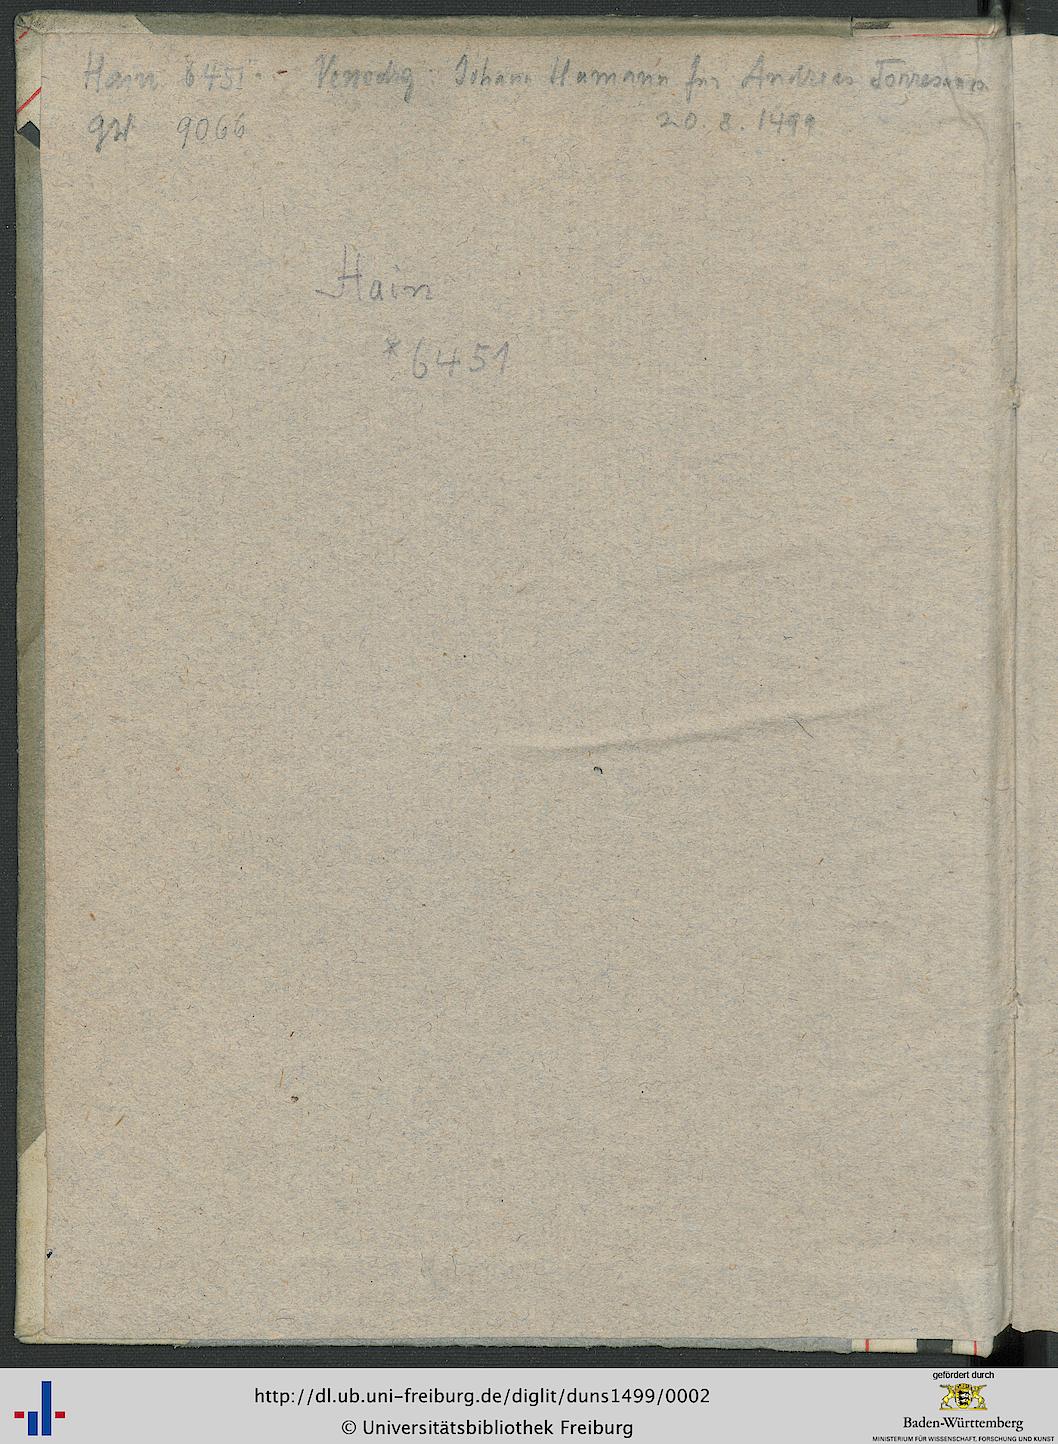 Hain 6451. - Venedig: Johann Hamann für Andreas Torresanus
GW 9066 20. 8. 1499
Hain
*6451
http://dl.ub.uni-freiburg.de/diglit/duns1499/0002
© Universitätsbibliothek Freiburg
gefördert durch
Baden-Württemberg
MINISTERIUM FÜR WISSENSCHAFT, FORSCHUNG UND KUNST